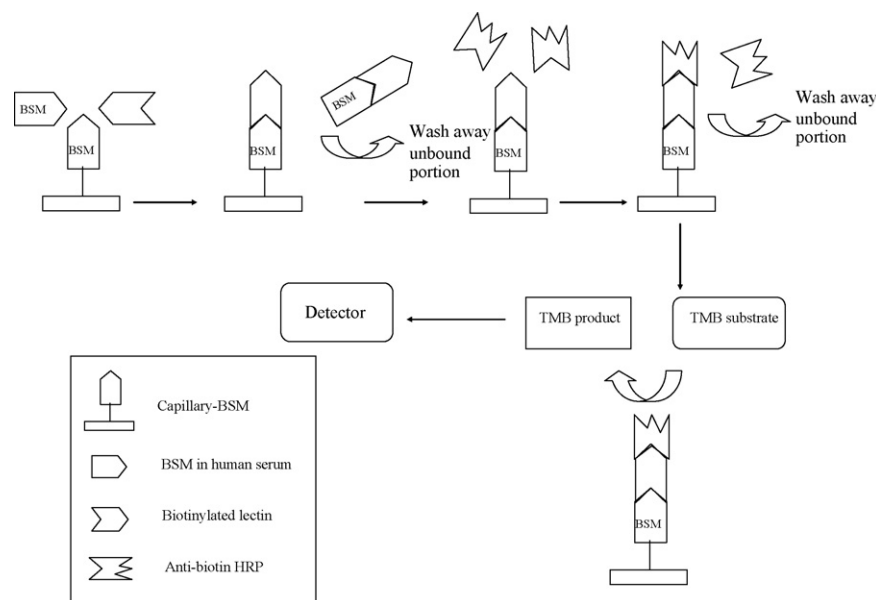 BSM
BSM
BSM
BSM
Wash away
unbound
portion
BSM
BSM
Wash away
unbound
portion
Detector
TMB product
TMB substrate
Capillary-BSM
BSM in human serum
Biotinylated lectin
Anti-biotin HRP
BSM